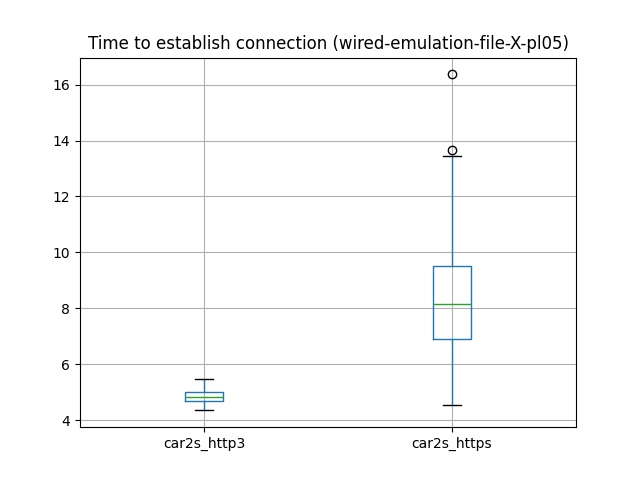 Time to establish connection (wired-emulation-file-X-pl05)
16
14
12
10
8
6
4
car2s_http3
car2s_https